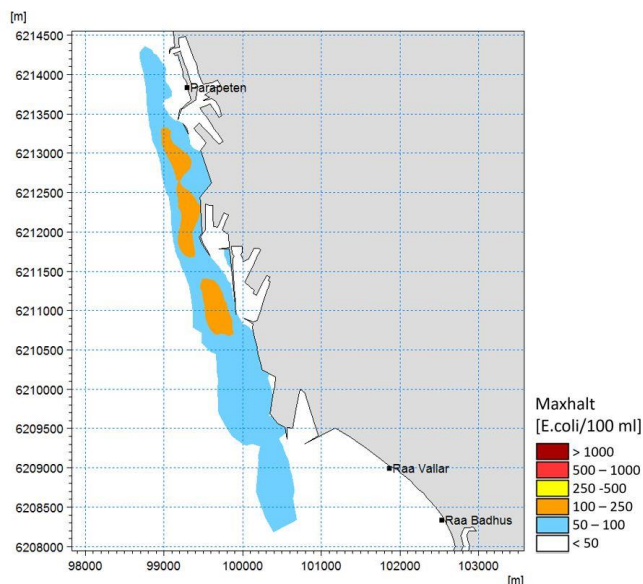 [m]
6214500
6214000
6213500
6213000
6212500
6212000
6211500
6211000
6210500
6210000
6209500
6209000
6208500
6208000
Parapeten
Raa Vallar
Raa Badhus
98000 99000 100000 101000 102000 103000
[m]
Maxhalt
[E.coli/100 ml]
> 1000
500 – 1000
250 -500
100 – 250
50 – 100
< 50